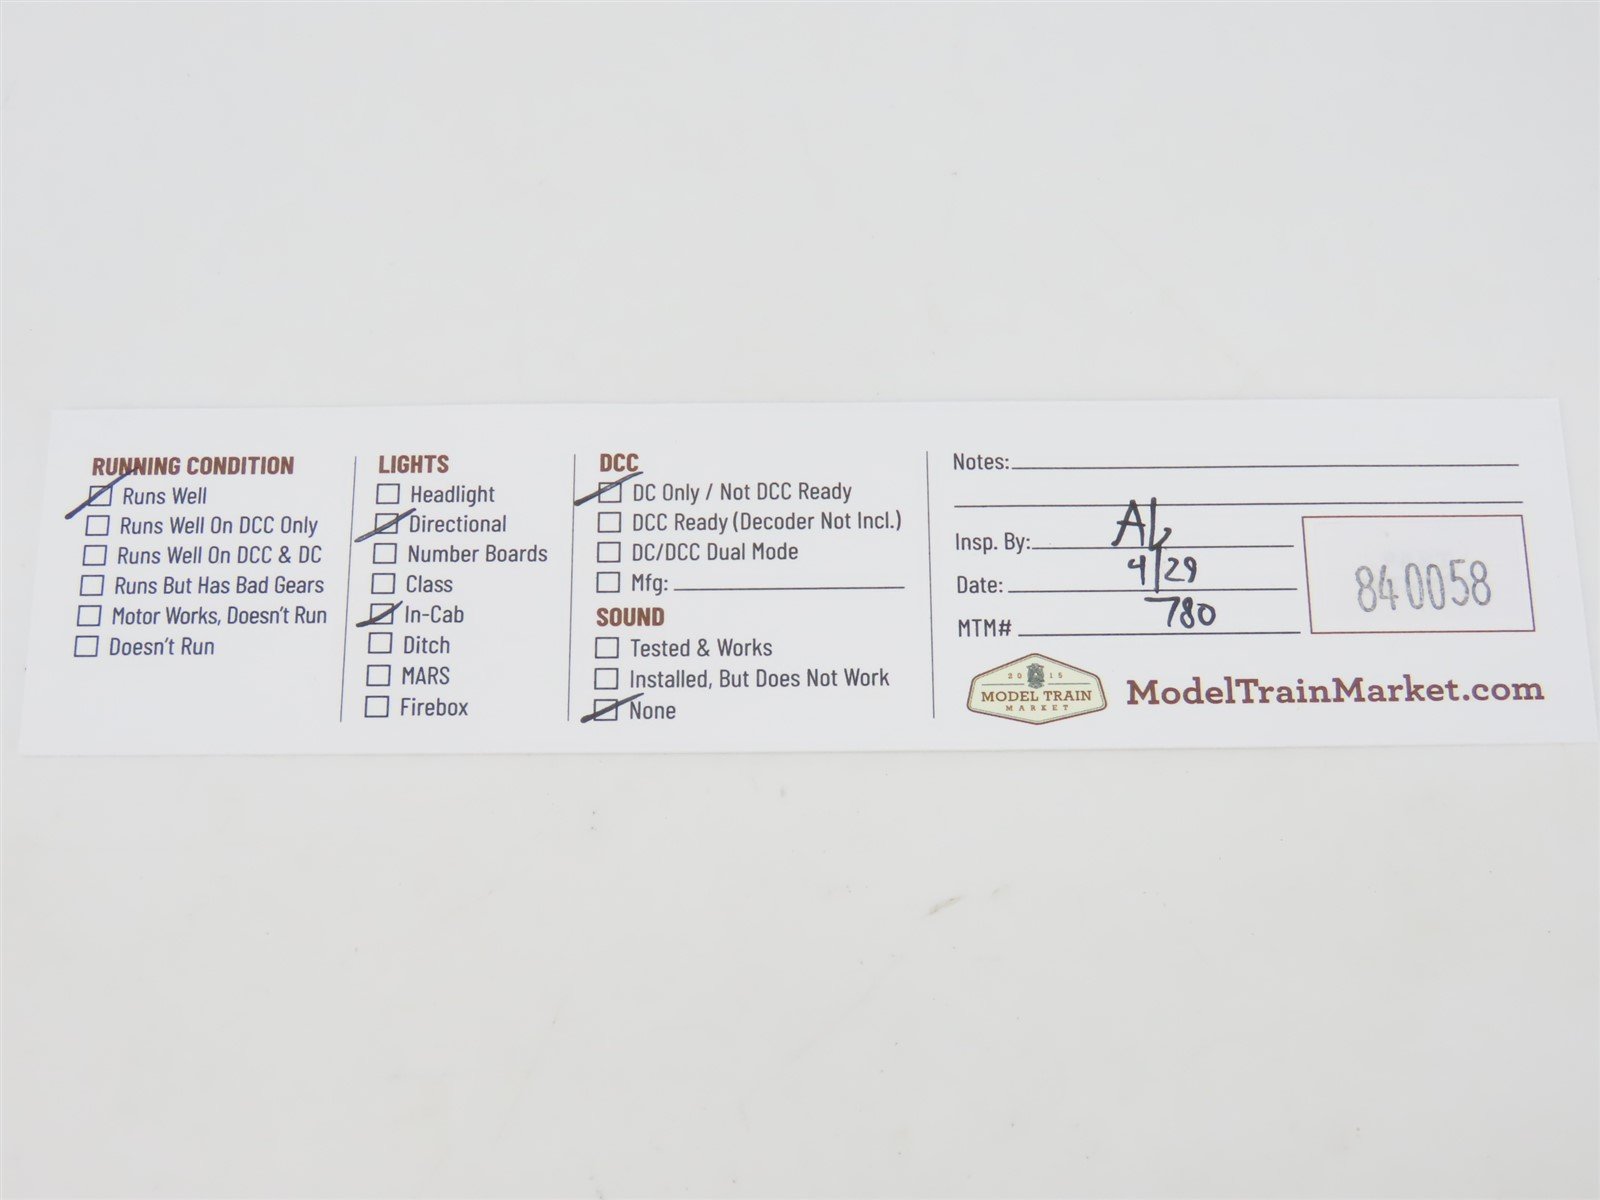 RUNNING CONDITION
Runs Well
Runs Well On DCC Only
Runs Well On DCC & DC
Runs But Has Bad Gears
Motor Works, Doesn't Run
Doesn't Run
LIGHTS
Headlight
Directional
Number Boards
Class
In-Cab
Ditch
MARS
Firebox
DCC
DC Only / Not DCC Ready
DCC Ready (Decoder Not Incl.)
DC/DCC Dual Mode
Mfg:
SOUND
Tested & Works
Installed, But Does Not Work
None
Notes:
Insp. By:
Date: 4/29
MTM# 780
840058
2015
MODEL TRAIN
MARKET
ModelTrainMarket.com